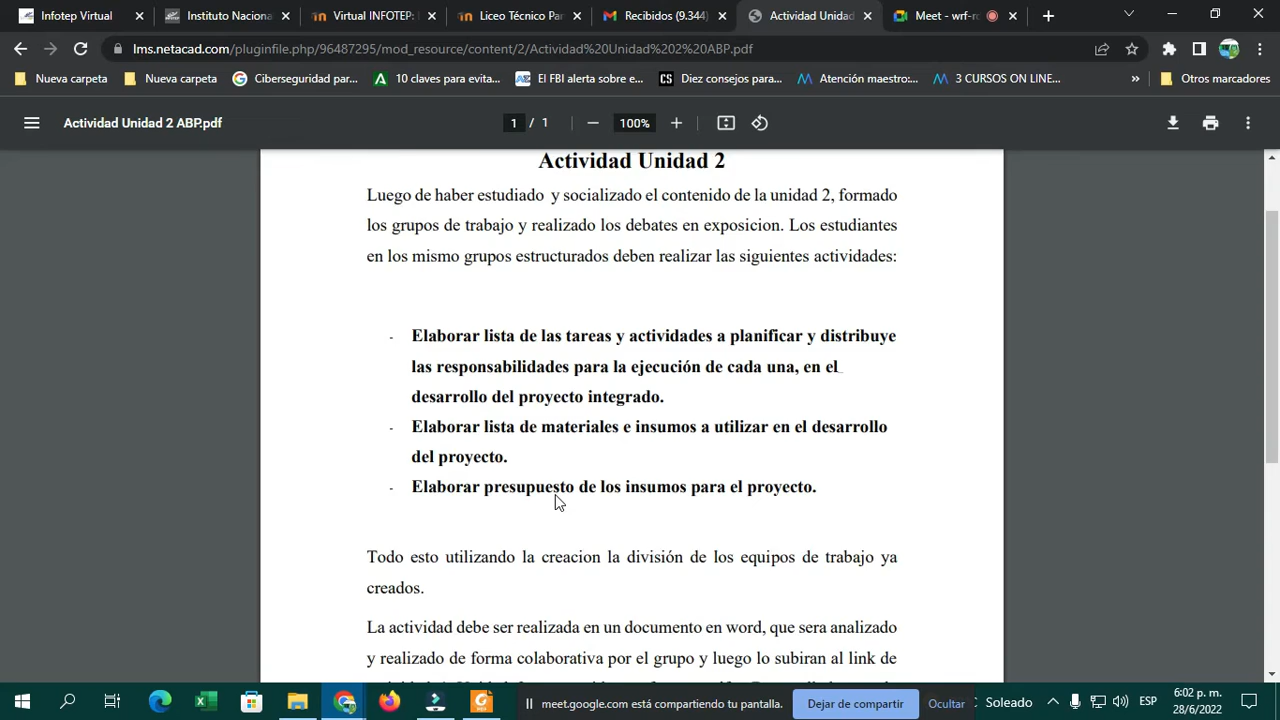 Infotep Virtual
Instituto Naciona
Virtual INFOTEP:
Liceo Técnico Par
Recibidos (9.344)
Actividad Unidad
Meet - wrf-ro
lms.netacad.com/pluginfile.php/96487295/mod_resource/content/2/Actividad%20Unidad%202%20ABP.pdf
Nueva carpeta
Nueva carpeta
Ciberseguridad par...
10 claves para evita...
El FBI alerta sobre e...
Diez consejos para...
Atención maestro:...
3 CURSOS ON LINE...
Otros marcadores
Actividad Unidad 2 ABP.pdf
1 / 1
100%
Actividad Unidad 2
Luego de haber estudiado y socializado el contenido de la unidad 2, formado
los grupos de trabajo y realizado los debates en exposicion. Los estudiantes
en los mismo grupos estructurados deben realizar las siguientes actividades:
- Elaborar lista de las tareas y actividades a planificar y distribuye
las responsabilidades para la ejecución de cada una, en el
desarrollo del proyecto integrado.
- Elaborar lista de materiales e insumos a utilizar en el desarrollo
del proyecto.
- Elaborar presupuesto de los insumos para el proyecto.
Todo esto utilizando la creacion la división de los equipos de trabajo ya
creados.
La actividad debe ser realizada en un documento en word, que sera analizado
y realizado de forma colaborativa por el grupo y luego lo subiran al link de
meet.google.com está compartiendo tu pantalla.
Dejar de compartir
Ocultar
Soleado
ESP
6:02 p. m.
28/6/2022